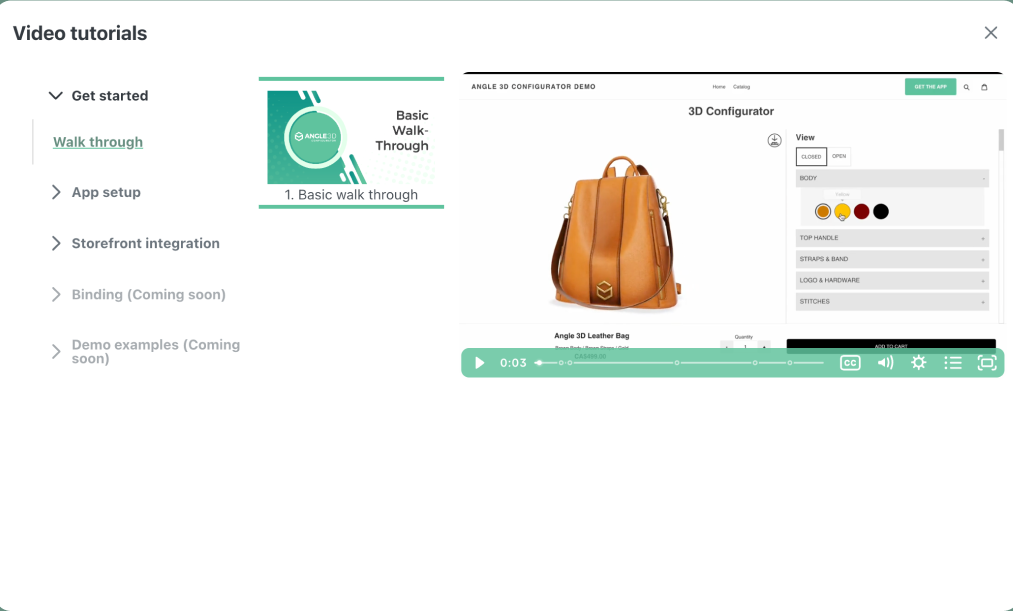 Video tutorials
Get started
Walk through
App setup
Storefront integration
Binding (Coming soon)
Demo examples (Coming
soon)
ANGLE3D
Basic
Walk-
Through
1. Basic walk through
ANGLE 3D CONFIGURATOR DEMO
Home
Catalog
GET THE APP
3D Configurator
View
CLOSED
OPEN
BODY
Yellow
TOP HANDLE
STRAPS & BAND
LOGO & HARDWARE
STITCHES
Angle 3D Leather Bag
Quantity
1
CA$499.00
ADD TO CART
0:03
CC